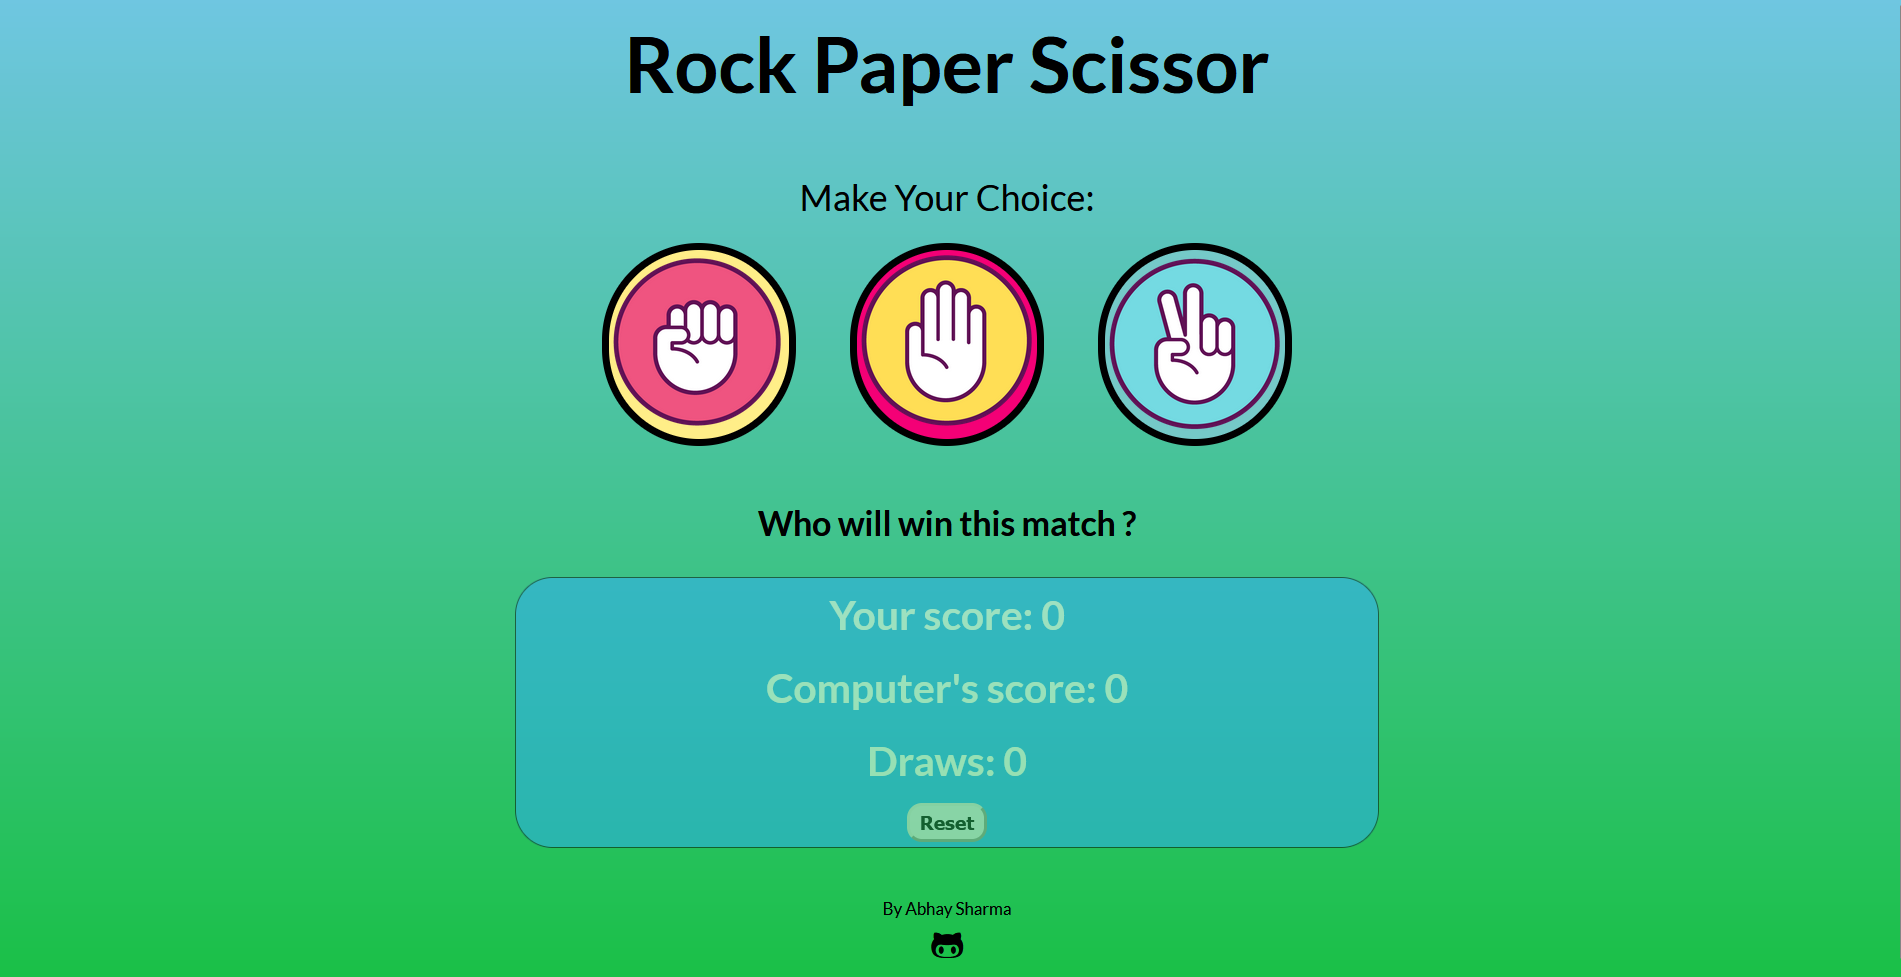 Rock Paper Scissor
Make Your Choice:
Who will win this match ?
Your score: 0
Computer's score: 0
Draws: 0
Reset
By Abhay Sharma